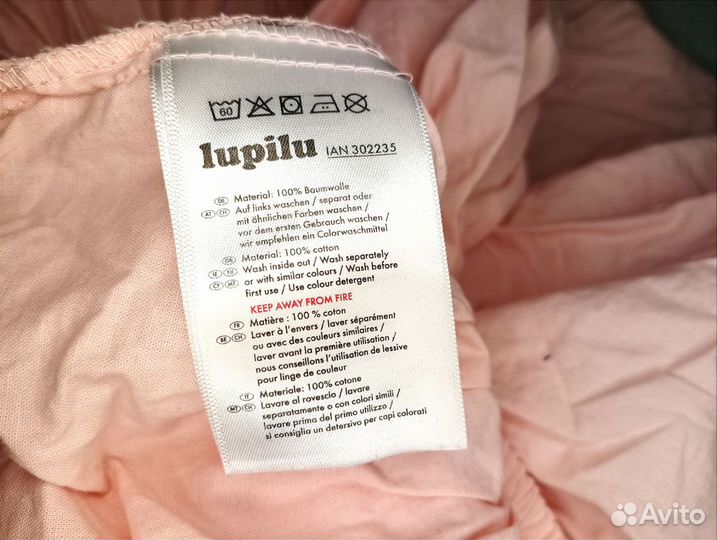 60
lupilu IAN 302235
DE Material: 100% Baumwolle
AT CH Auf links waschen / separat oder
mit ähnlichen Farben waschen /
vor dem ersten Gebrauch waschen /
wir empfehlen ein Colorwaschmittel
GB Material: 100% cotton
IE NI Wash inside out / Wash separately
CY MT or with similar colours / Wash before
first use / Use colour detergent
KEEP AWAY FROM FIRE
FR Matière : 100 % coton
BE CH Laver à l'envers / laver séparément
ou avec des couleurs similaires /
laver avant la première utilisation /
nous conseillons l'utilisation de lessive
pour linge de couleur
IT Materiale: 100% cotone
MT CH Lavare al rovescio / lavare
separatamente o con colori simili /
lavare prima del primo utilizzo /
si consiglia un detersivo per capi colorati
Avito